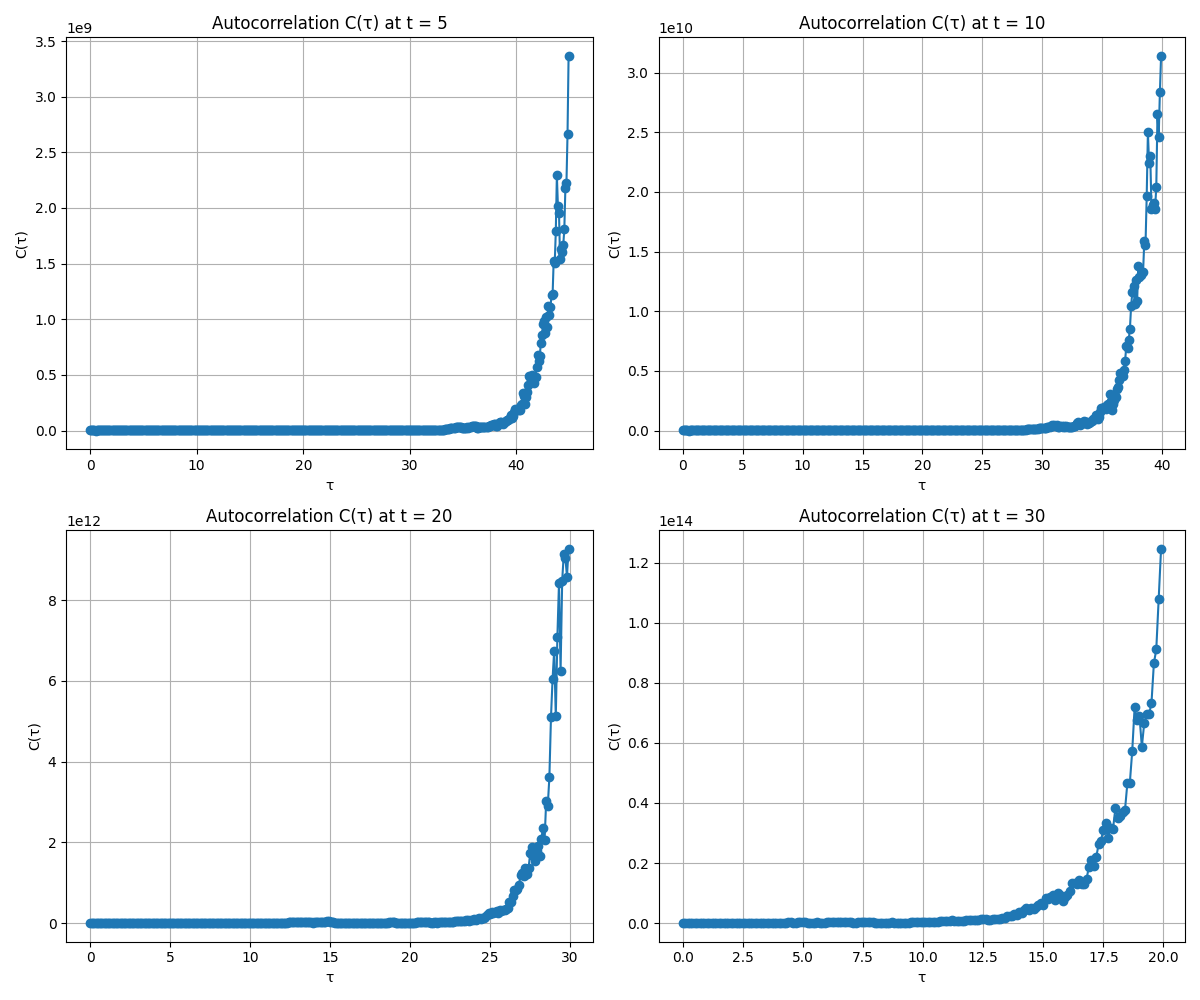 Autocorrelation C(τ) at t = 5
1e9
3.5
3.0
2.5
2.0
1.5
1.0
0.5
0.0
C(τ)
0 10 20 30 40
τ
Autocorrelation C(τ) at t = 10
1e10
3.0
2.5
2.0
1.5
1.0
0.5
0.0
C(τ)
0 5 10 15 20 25 30 35 40
τ
Autocorrelation C(τ) at t = 20
1e12
8
6
4
2
0
C(τ)
0 5 10 15 20 25 30
τ
Autocorrelation C(τ) at t = 30
1e14
1.2
1.0
0.8
0.6
0.4
0.2
0.0
C(τ)
0.0 2.5 5.0 7.5 10.0 12.5 15.0 17.5 20.0
τ